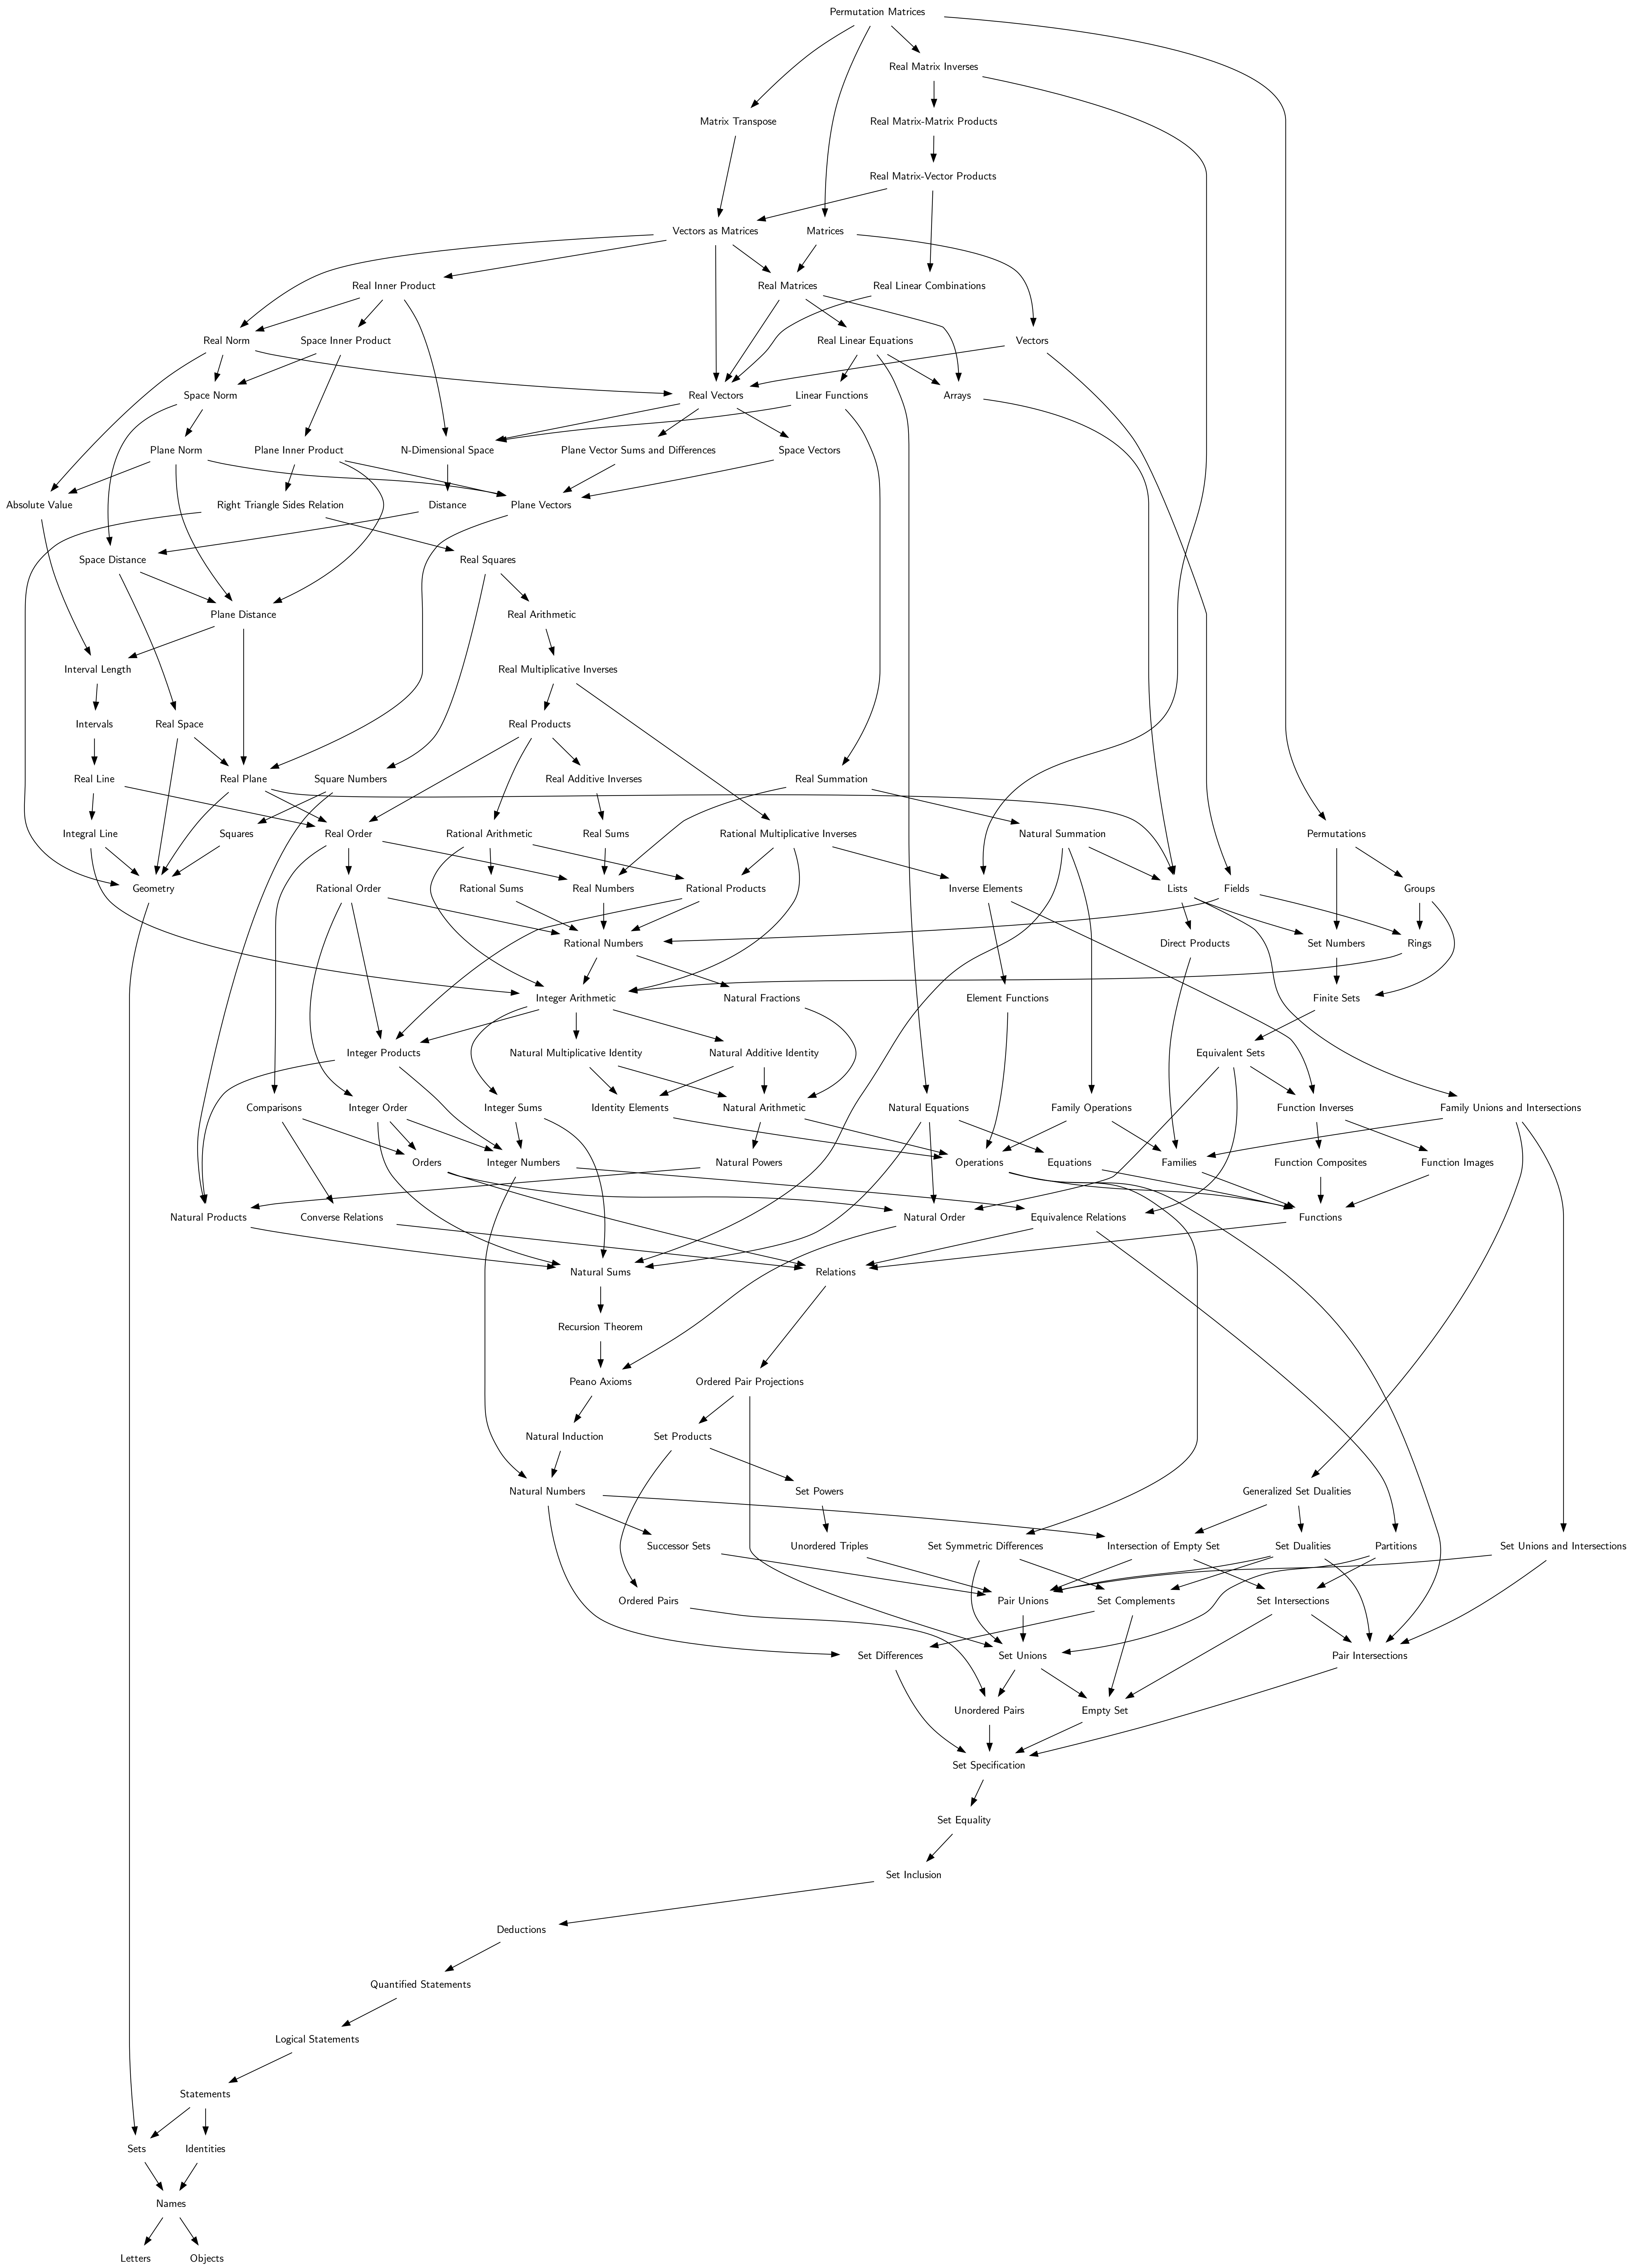 Permutation Matrices
Real Matrix Inverses
Matrix Transpose
Real Matrix-Matrix Products
Real Matrix-Vector Products
Vectors as Matrices
Matrices
Real Inner Product
Real Matrices
Real Linear Combinations
Real Norm
Space Inner Product
Real Linear Equations
Vectors
Space Norm
Real Vectors
Linear Functions
Arrays
Plane Norm
Plane Inner Product
N-Dimensional Space
Plane Vector Sums and Differences
Space Vectors
Absolute Value
Right Triangle Sides Relation
Distance
Plane Vectors
Space Distance
Real Squares
Plane Distance
Real Arithmetic
Interval Length
Real Multiplicative Inverses
Intervals
Real Space
Real Products
Real Line
Real Plane
Square Numbers
Real Additive Inverses
Real Summation
Integral Line
Squares
Real Order
Rational Arithmetic
Real Sums
Rational Multiplicative Inverses
Natural Summation
Permutations
Geometry
Rational Order
Rational Sums
Real Numbers
Rational Products
Inverse Elements
Lists
Fields
Groups
Rational Numbers
Direct Products
Set Numbers
Rings
Integer Arithmetic
Natural Fractions
Element Functions
Finite Sets
Integer Products
Natural Multiplicative Identity
Natural Additive Identity
Equivalent Sets
Comparisons
Integer Order
Integer Sums
Identity Elements
Natural Arithmetic
Natural Equations
Family Operations
Function Inverses
Family Unions and Intersections
Orders
Integer Numbers
Natural Powers
Operations
Equations
Families
Function Composites
Function Images
Natural Products
Converse Relations
Natural Order
Equivalence Relations
Functions
Natural Sums
Relations
Recursion Theorem
Peano Axioms
Ordered Pair Projections
Natural Induction
Set Products
Natural Numbers
Set Powers
Generalized Set Dualities
Successor Sets
Unordered Triples
Set Symmetric Differences
Intersection of Empty Set
Set Dualities
Partitions
Set Unions and Intersections
Ordered Pairs
Pair Unions
Set Complements
Set Intersections
Set Differences
Set Unions
Pair Intersections
Unordered Pairs
Empty Set
Set Specification
Set Equality
Set Inclusion
Deductions
Quantified Statements
Logical Statements
Statements
Sets
Identities
Names
Letters
Objects